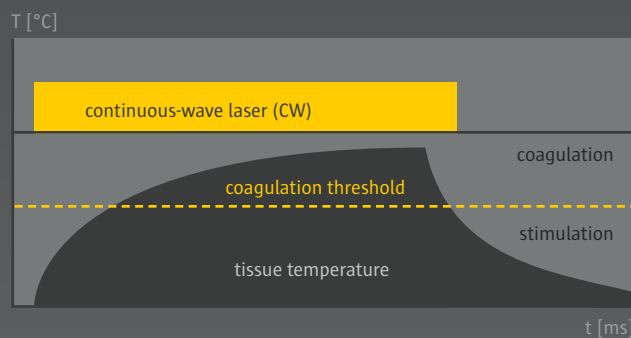 T [°C]
continuous-wave laser (CW)
coagulation
coagulation threshold
stimulation
tissue temperature
t [ms]